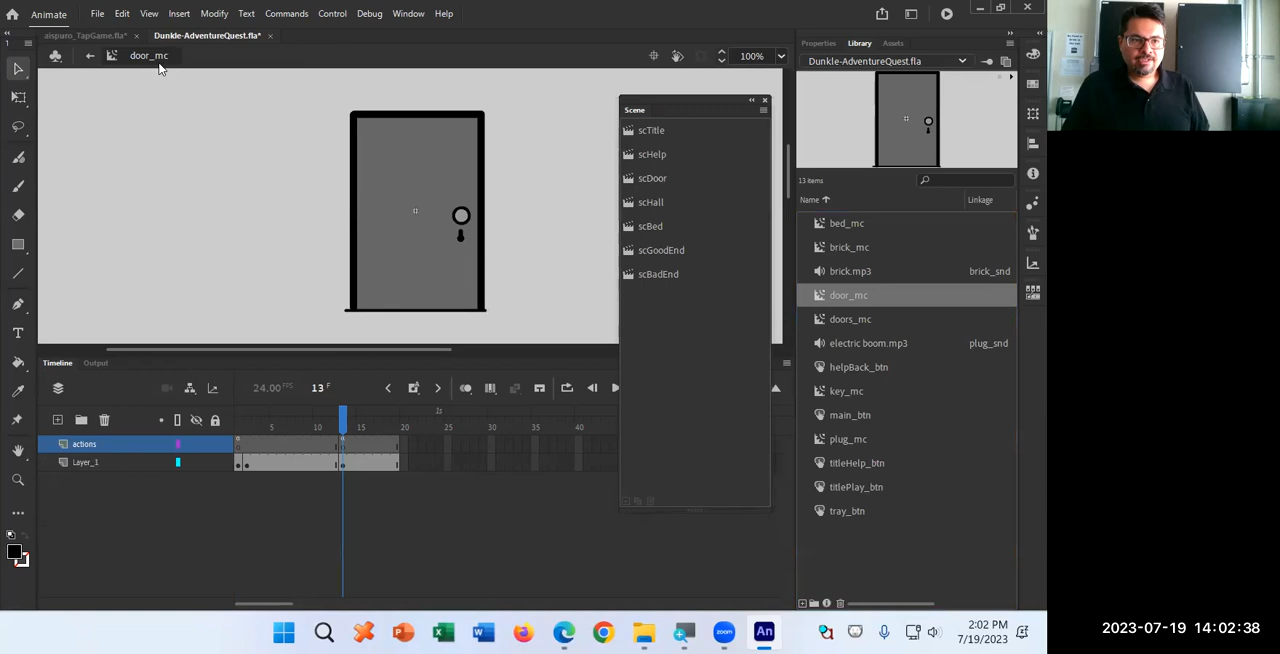 Animate File Edit View Insert Modify Text Commands Control Debug Window Help
aispuro_TapGame.fla* × Dunkle-AdventureQuest.fla* ×
door_mc 100%
Properties Library Assets
Dunkle-AdventureQuest.fla
Scene
scTitle
scHelp
scDoor
scHall
scBed
scGoodEnd
scBadEnd
13 items
Name Linkage
bed_mc
brick_mc
brick.mp3 brick_snd
door_mc
doors_mc
electric boom.mp3 plug_snd
helpBack_btn
key_mc
main_btn
plug_mc
titleHelp_btn
titlePlay_btn
tray_btn
Timeline Output
24.00 FPS 13 F
1s
5 10 15 20 25 30 35 40
actions
Layer_1
2:02 PM
7/19/2023
2023-07-19 14:02:38